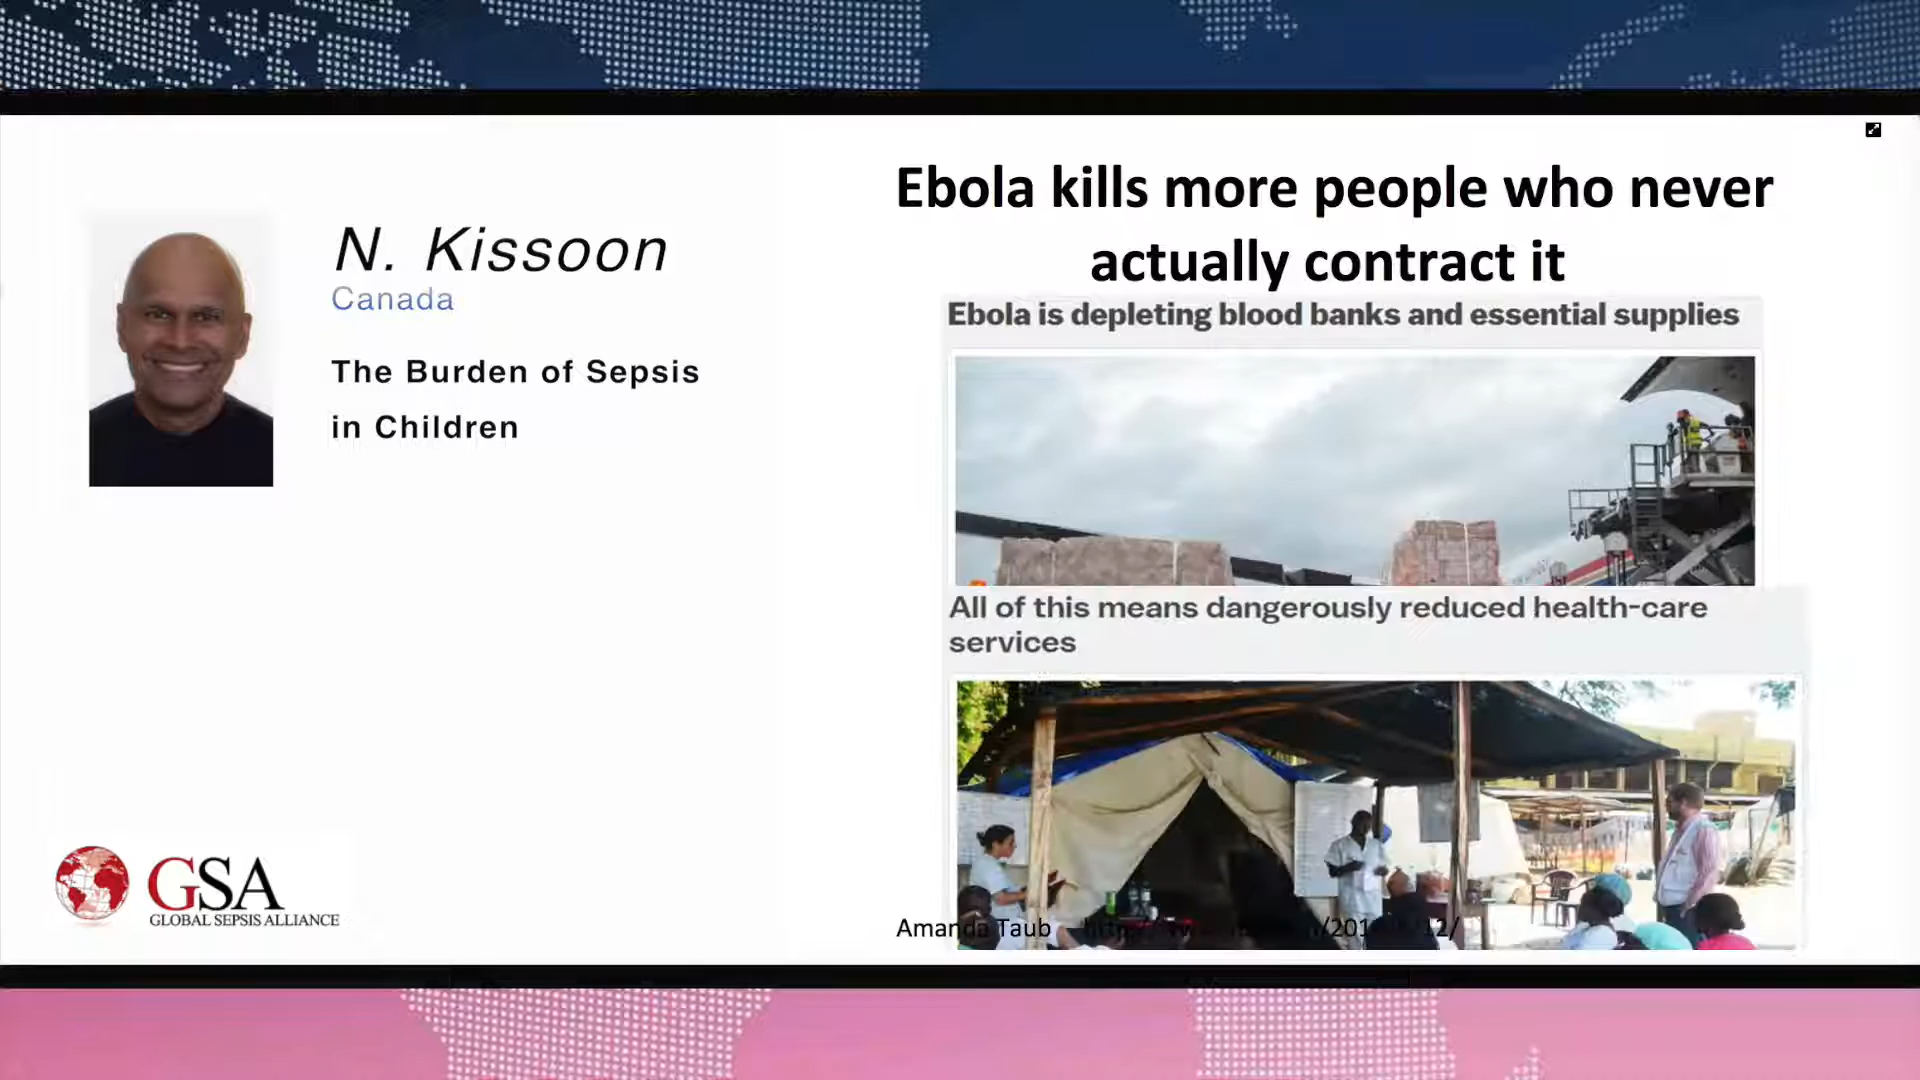 N. Kissoon
Canada
The Burden of Sepsis
in Children
GSA
GLOBAL SEPSIS ALLIANCE
Ebola kills more people who never
actually contract it
Ebola is depleting blood banks and essential supplies
All of this means dangerously reduced health-care
services
Amanda Taub